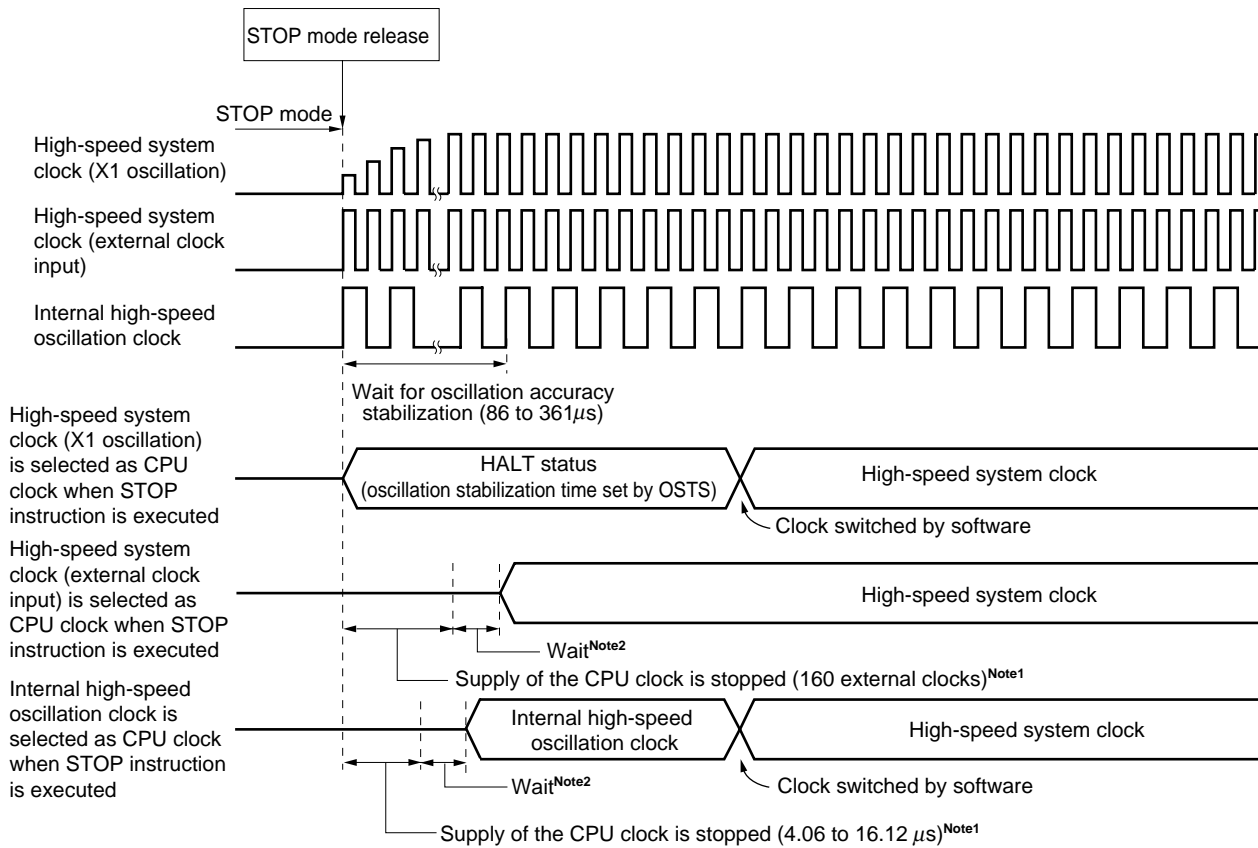 STOP mode release
STOP mode
High-speed system
clock (X1 oscillation)
High-speed system
clock (external clock
input)
Internal high-speed
oscillation clock
Wait for oscillation accuracy
stabilization (86 to 361μs)
High-speed system
clock (X1 oscillation)
is selected as CPU
clock when STOP
instruction is executed
HALT status
(oscillation stabilization time set by OSTS)
High-speed system clock
Clock switched by software
High-speed system
clock (external clock
input) is selected as
CPU clock when STOP
instruction is executed
High-speed system clock
WaitNote2
Supply of the CPU clock is stopped (160 external clocks)Note1
Internal high-speed
oscillation clock is
selected as CPU clock
when STOP instruction
is executed
Internal high-speed
oscillation clock
High-speed system clock
WaitNote2
Clock switched by software
Supply of the CPU clock is stopped (4.06 to 16.12 μs)Note1